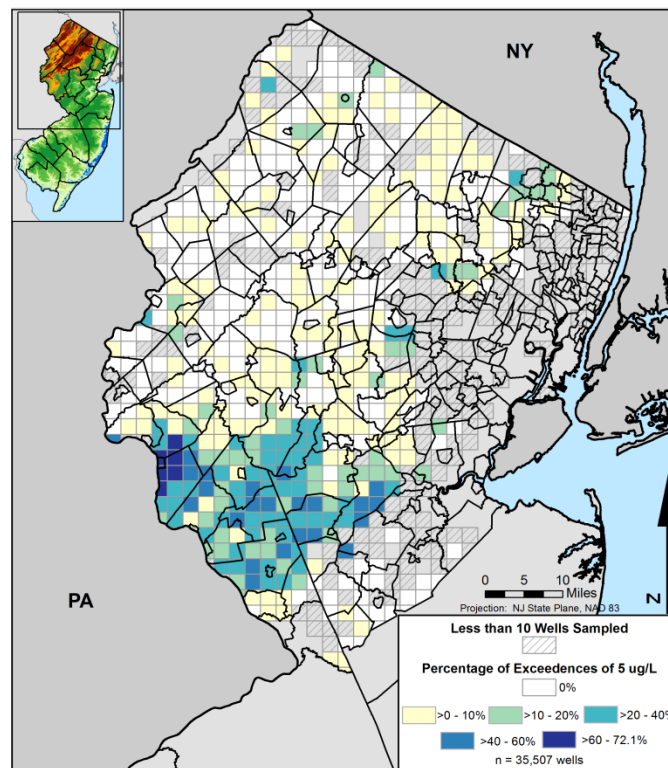 NY
PA
0 5 10
Miles
Projection: NJ State Plane, NAD 83
N
Less than 10 Wells Sampled
Percentage of Exceedences of 5 ug/L
0%
>0 - 10% >10 - 20% >20 - 40%
>40 - 60% >60 - 72.1%
n = 35,507 wells